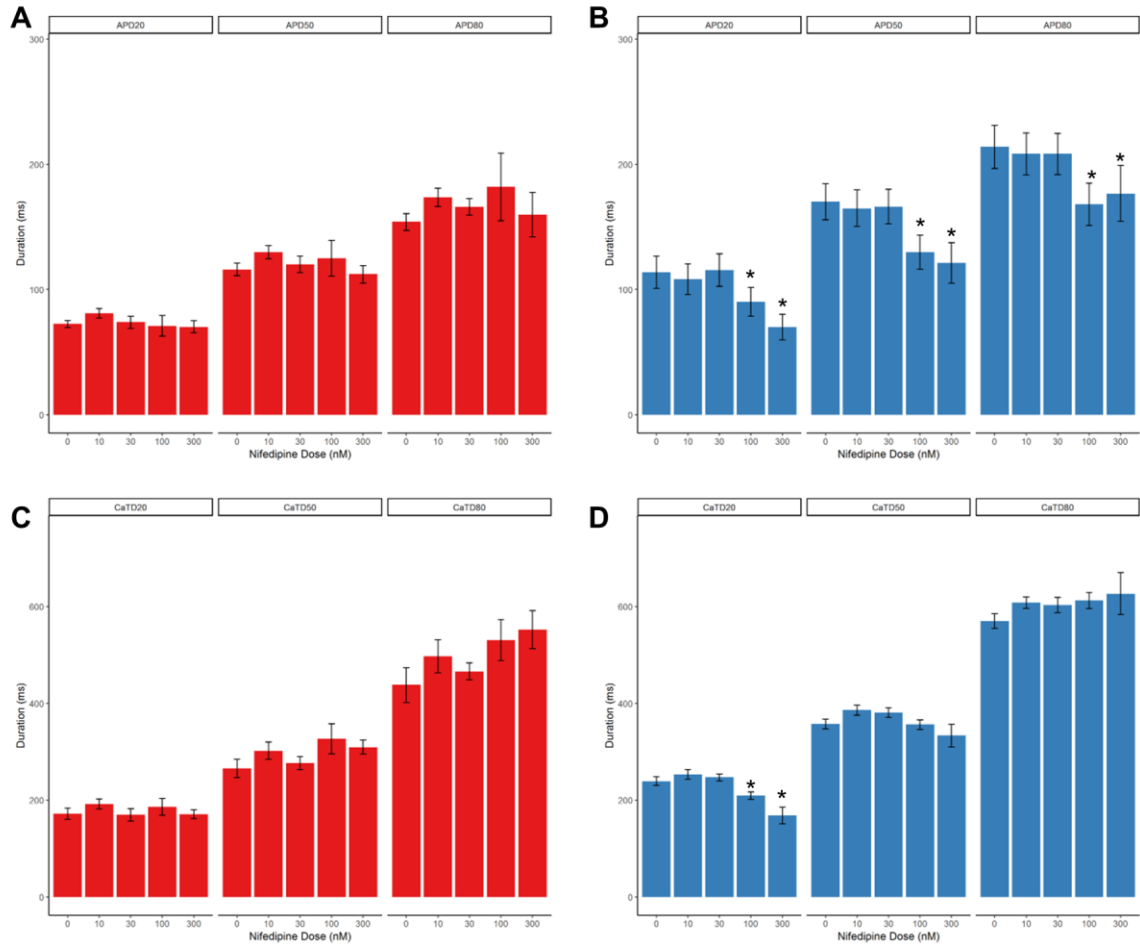 A
APD20 APD50 APD80
300
200
100
0
Duration (ms)
* * * * * *
0 10 30 100 300 0 10 30 100 300 0 10 30 100 300
Nifedipine Dose (nM)
B
APD20 APD50 APD80
300
200
100
0
Duration (ms)
0 10 30 100 300 0 10 30 100 300 0 10 30 100 300
Nifedipine Dose (nM)
C
CaTD20 CaTD50 CaTD80
600
400
200
0
Duration (ms)
0 10 30 100 300 0 10 30 100 300 0 10 30 100 300
Nifedipine Dose (nM)
D
CaTD20 CaTD50 CaTD80
600
400
200
0
Duration (ms)
* *
0 10 30 100 300 0 10 30 100 300 0 10 30 100 300
Nifedipine Dose (nM)